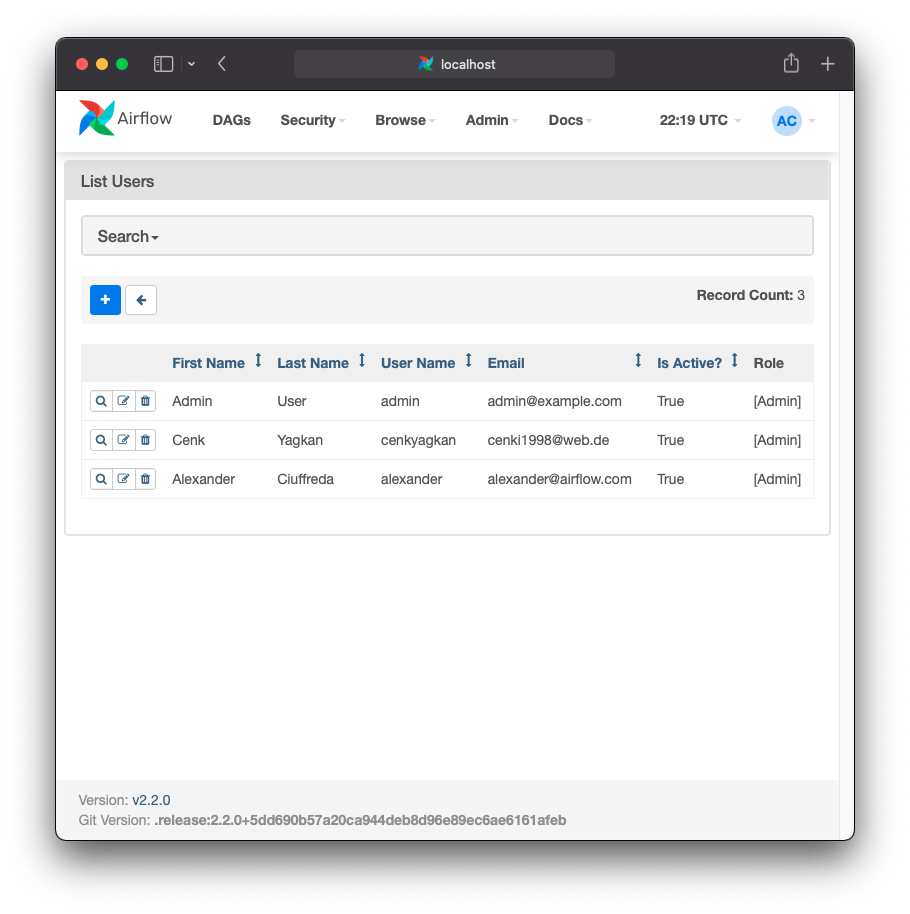 localhost
Airflow DAGs Security Browse Admin Docs 22:19 UTC AC
List Users
Search
Record Count: 3
First Name Last Name User Name Email Is Active? Role
Admin User admin admin@example.com True [Admin]
Cenk Yagkan cenkyagkan cenki1998@web.de True [Admin]
Alexander Ciuffreda alexander alexander@airflow.com True [Admin]
Version: v2.2.0
Git Version: .release:2.2.0+5dd690b57a20ca944deb8d96e89ec6ae6161afeb